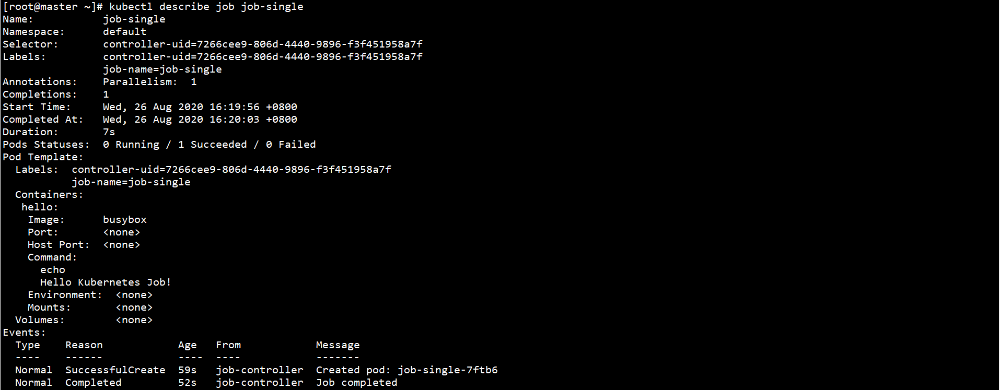 [root@master ~]# kubectl describe job job-single
Name:           job-single
Namespace:      default
Selector:       controller-uid=7266cee9-806d-4440-9896-f3f451958a7f
Labels:         controller-uid=7266cee9-806d-4440-9896-f3f451958a7f
                job-name=job-single
Annotations:    Parallelism:  1
Completions:    1
Start Time:     Wed, 26 Aug 2020 16:19:56 +0800
Completed At:   Wed, 26 Aug 2020 16:20:03 +0800
Duration:       7s
Pods Statuses:  0 Running / 1 Succeeded / 0 Failed
Pod Template:
  Labels:  controller-uid=7266cee9-806d-4440-9896-f3f451958a7f
           job-name=job-single
  Containers:
   hello:
    Image:      busybox
    Port:       <none>
    Host Port:  <none>
    Command:
      echo
      Hello Kubernetes Job!
    Environment:  <none>
    Mounts:       <none>
  Volumes:        <none>
Events:
  Type    Reason            Age   From            Message
  ----    ------            ----  ----            -------
  Normal  SuccessfulCreate  59s   job-controller  Created pod: job-single-7ftb6
  Normal  Completed         52s   job-controller  Job completed